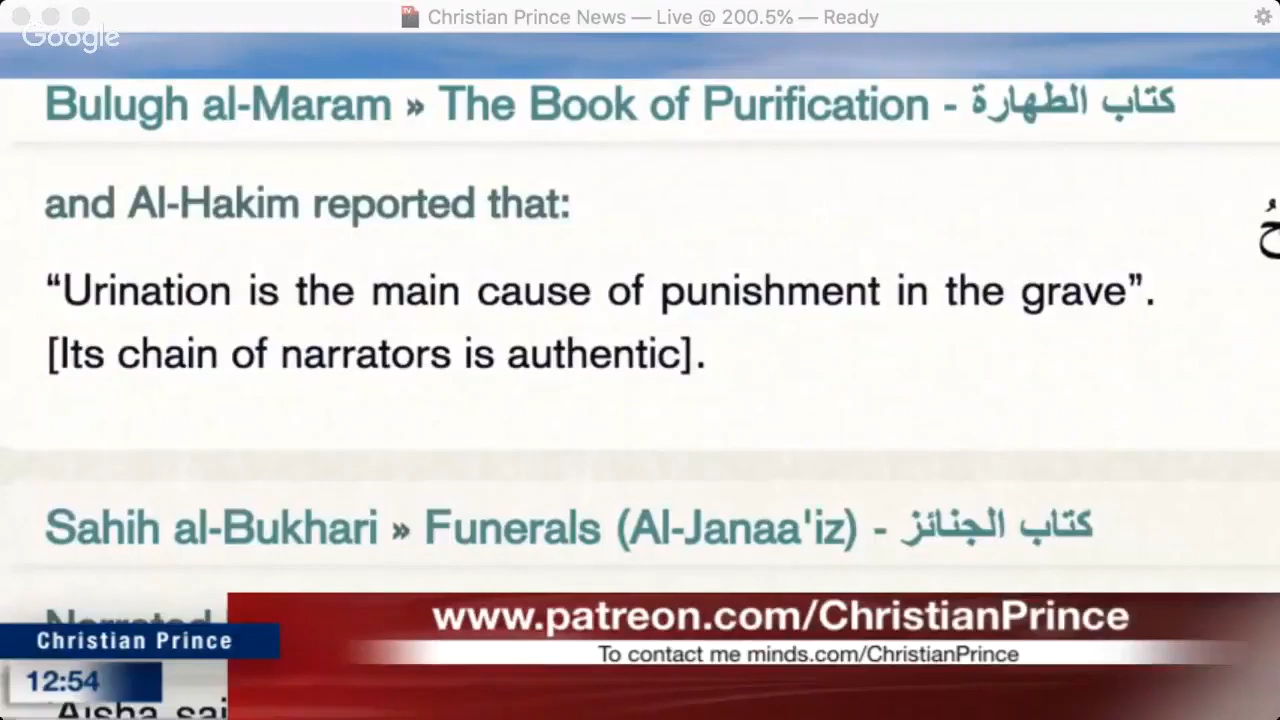 Christian Prince News — Live @ 200.5% — Ready
Google
Bulugh al-Maram » The Book of Purification - كتاب الطهارة
and Al-Hakim reported that:
“Urination is the main cause of punishment in the grave”.
[Its chain of narrators is authentic].
Sahih al-Bukhari » Funerals (Al-Janaa'iz) - كتاب الجنائز
Narrated
www.patreon.com/ChristianPrince
Christian Prince
To contact me minds.com/ChristianPrince
12:54
'Aisha sai